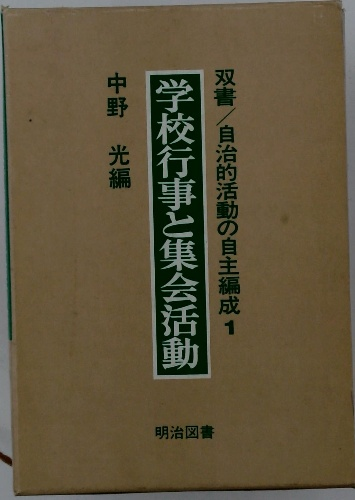 双書/自治的活動の自主編成1
学校行事と集会活動
中野 光編
明治図書